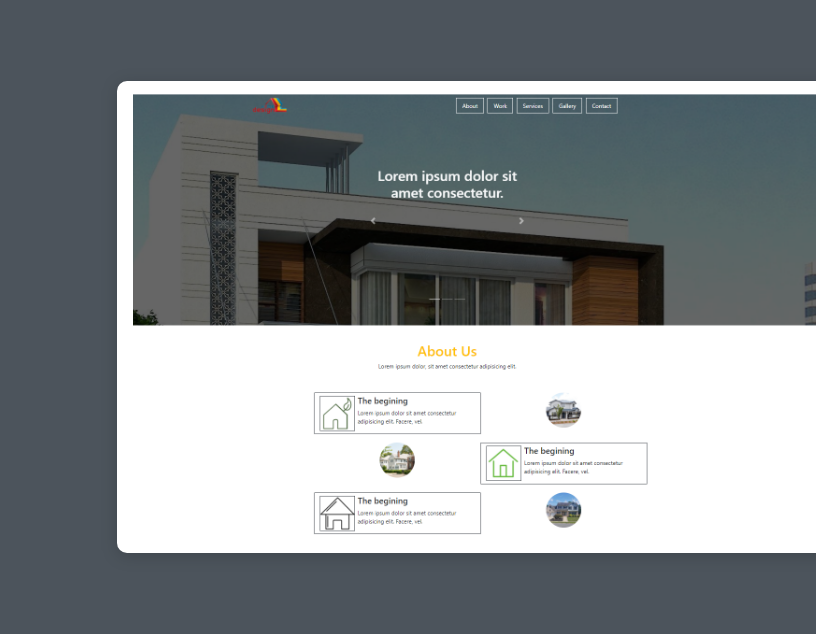 About Work Services Gallery Contact
Lorem ipsum dolor sit
amet consectetur.
About Us
Lorem ipsum dolor, sit amet consectetur adipisicing elit.
The begining
Lorem ipsum dolor sit amet consectetur
adipisicing elit. Facere, vel.
The begining
Lorem ipsum dolor sit amet consectetur
adipisicing elit. Facere, vel.
The begining
Lorem ipsum dolor sit amet consectetur
adipisicing elit. Facere, vel.